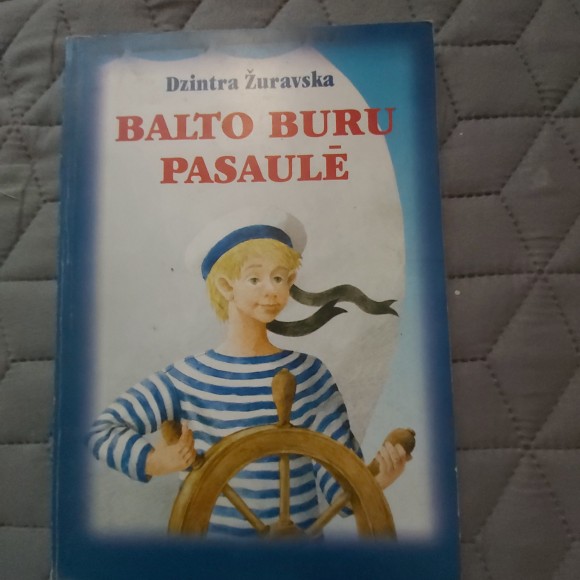 Dzintra Žuravska
BALTO BURU
PASAULĒ